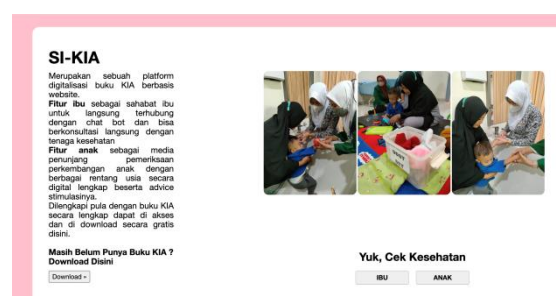 SI-KIA
Merupakan sebuah platform
digitalisasi buku KIA berbasis
website.
Fitur ibu sebagai sahabat ibu
untuk langsung terhubung
dengan chat bot dan bisa
berkonsultasi langsung dengan
tenaga kesehatan
Fitur anak sebagai media
penunjang pemeriksaan
perkembangan anak dengan
berbagai rentang usia secara
digital lengkap beserta advice
stimulasinya.
Dilengkapi pula dengan buku KIA
secara lengkap dapat di akses
dan di download secara gratis
disini.
Masih Belum Punya Buku KIA ?
Download Disini
Download »
Yuk, Cek Kesehatan
IBU
ANAK